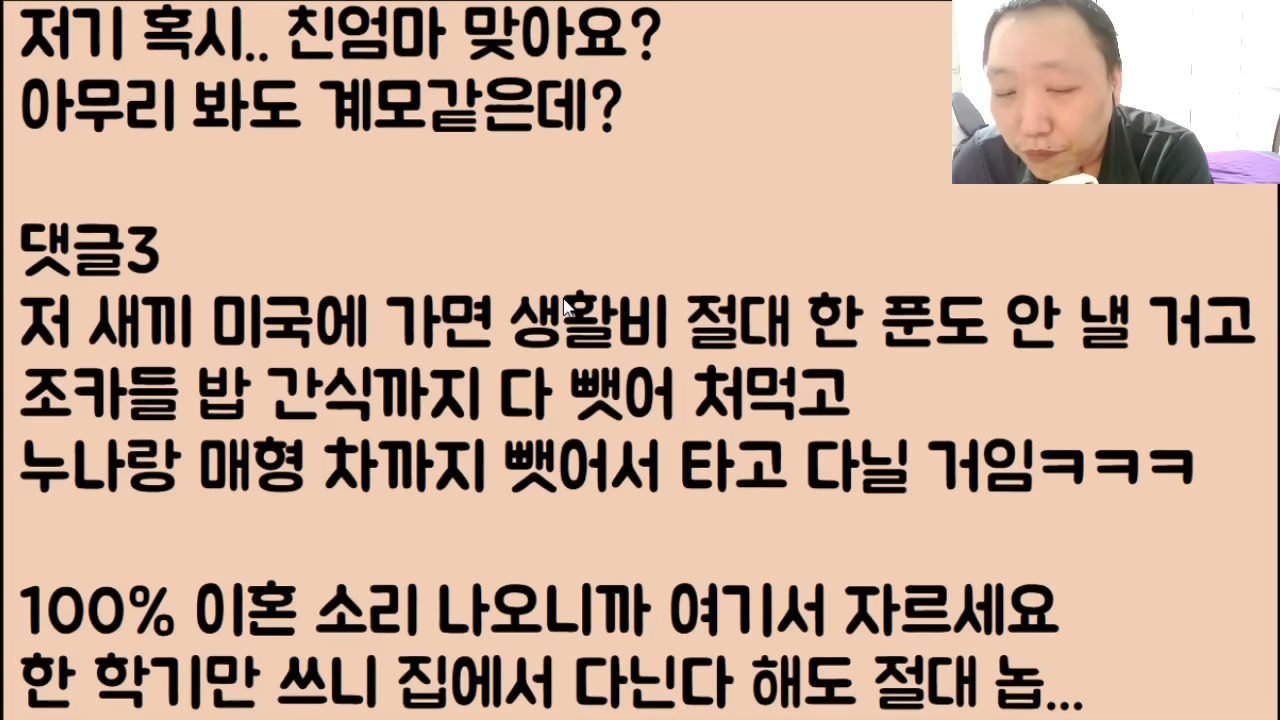 저기 혹시.. 친엄마 맞아요?
아무리 봐도 계모같은데?
댓글3
저 새끼 미국에 가면 생활비 절대 한 푼도 안 낼 거고
조카들 밥 간식까지 다 뺏어 처먹고
누나랑 매형 차까지 뺏어서 타고 다닐 거임ㅋㅋㅋ
100% 이혼 소리 나오니까 여기서 자르세요
한 학기만 쓰니 집에서 다닌다 해도 절대 놉...